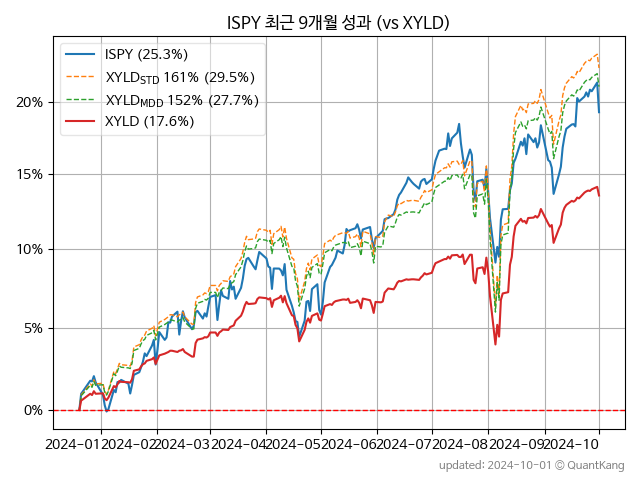 ISPY 최근 9개월 성과 (vs XYLD)
ISPY (25.3%)
XYLD_STD 161% (29.5%)
XYLD_MDD 152% (27.7%)
XYLD (17.6%)
20%
15%
10%
5%
0%
2024-01 2024-02 2024-03 2024-04 2024-05 2024-06 2024-07 2024-08 2024-09 2024-10
updated: 2024-10-01 © QuantKang